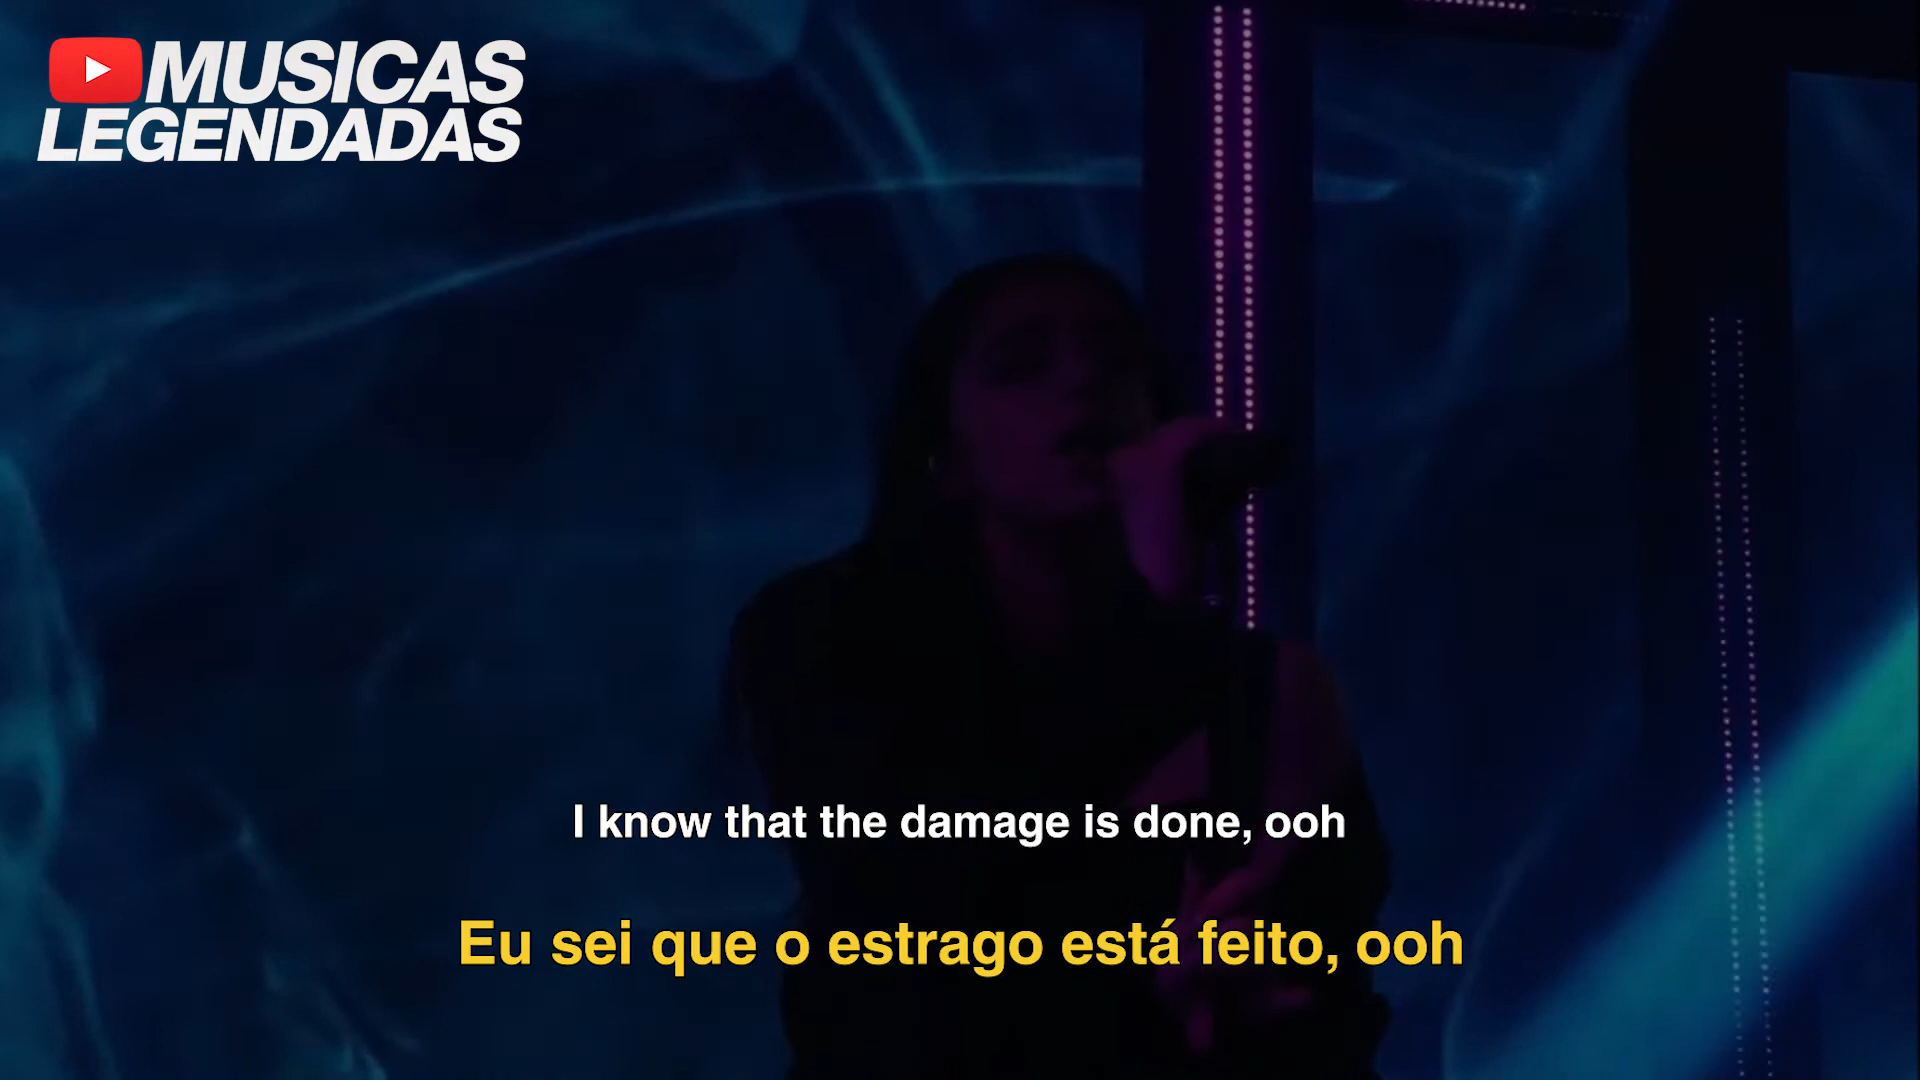 MUSICAS
LEGENDADAS
I know that the damage is done, ooh
Eu sei que o estrago está feito, ooh